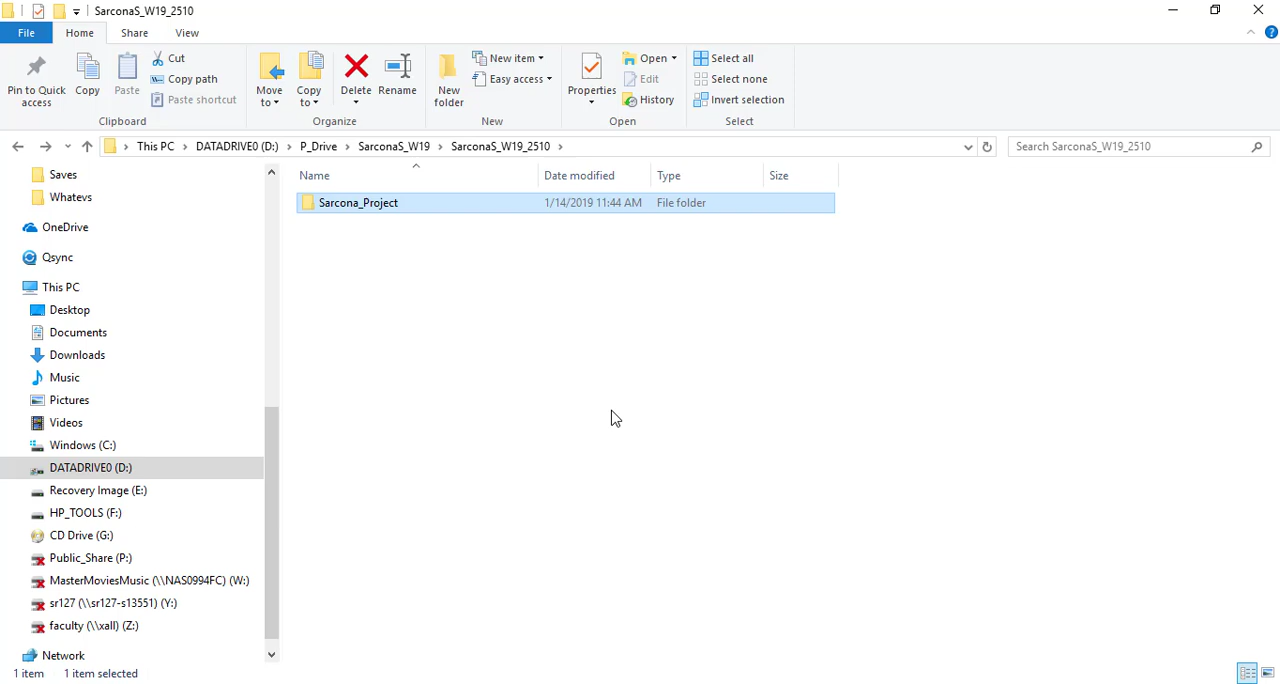 SarconaS_W19_2510
File Home Share View
Pin to Quick access
Copy
Paste
Cut
Copy path
Paste shortcut
Clipboard
Move to
Copy to
Delete
Rename
Organize
New folder
New item
Easy access
New
Properties
Open
Edit
History
Open
Select all
Select none
Invert selection
Select
This PC > DATADRIVE0 (D:) > P_Drive > SarconaS_W19 > SarconaS_W19_2510 >
Search SarconaS_W19_2510
Name Date modified Type Size
Sarcona_Project 1/14/2019 11:44 AM File folder
Saves
Whatevs
OneDrive
Qsync
This PC
Desktop
Documents
Downloads
Music
Pictures
Videos
Windows (C:)
DATADRIVE0 (D:)
Recovery Image (E:)
HP_TOOLS (F:)
CD Drive (G:)
Public_Share (P:)
MasterMoviesMusic (\\NAS0994FC) (W:)
sr127 (\\sr127-s13551) (Y:)
faculty (\\xall) (Z:)
Network
1 item 1 item selected